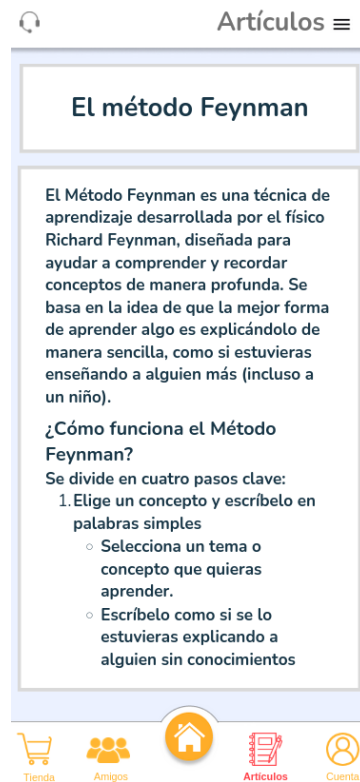 Artículos
El método Feynman
El Método Feynman es una técnica de
aprendizaje desarrollada por el físico
Richard Feynman, diseñada para
ayudar a comprender y recordar
conceptos de manera profunda. Se
basa en la idea de que la mejor forma
de aprender algo es explicándolo de
manera sencilla, como si estuvieras
enseñando a alguien más (incluso a
un niño).
¿Cómo funciona el Método
Feynman?
Se divide en cuatro pasos clave:
1. Elige un concepto y escríbelo en
palabras simples
○ Selecciona un tema o
concepto que quieras
aprender.
○ Escríbelo como si se lo
estuvieras explicando a
alguien sin conocimientos
Tienda
Amigos
Artículos
Cuenta